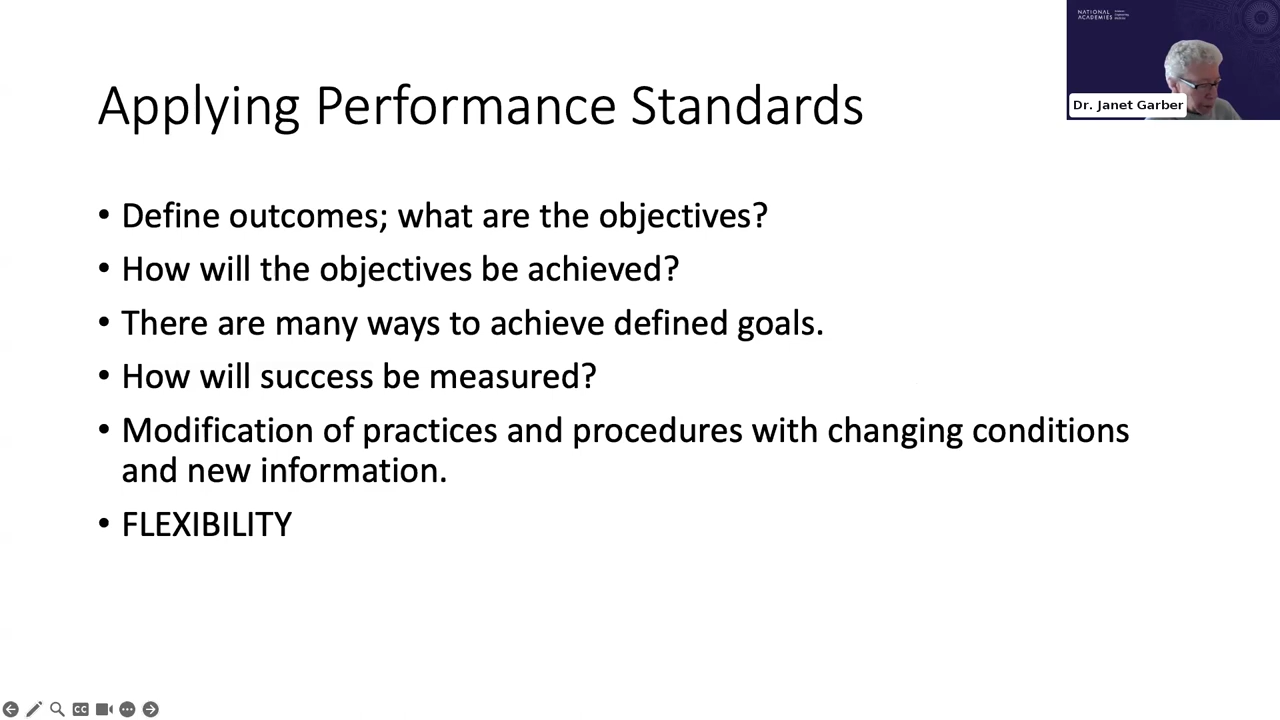 NATIONAL
ACADEMIES
Dr. Janet Garber
Applying Performance Standards
• Define outcomes; what are the objectives?
• How will the objectives be achieved?
• There are many ways to achieve defined goals.
• How will success be measured?
• Modification of practices and procedures with changing conditions
and new information.
• FLEXIBILITY
CC